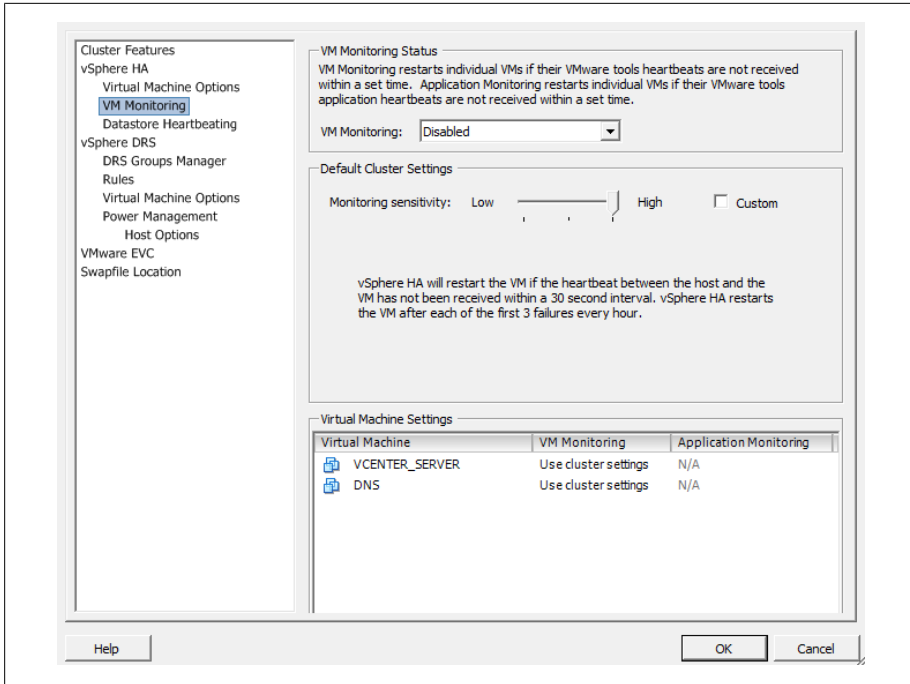 Cluster Features
vSphere HA
Virtual Machine Options
VM Monitoring
Datastore Heartbeating
vSphere DRS
DRS Groups Manager
Rules
Virtual Machine Options
Power Management
Host Options
VMware EVC
Swapfile Location
VM Monitoring Status
VM Monitoring restarts individual VMs if their VMware tools heartbeats are not received
within a set time. Application Monitoring restarts individual VMs if their VMware tools
application heartbeats are not received within a set time.
VM Monitoring: Disabled
Default Cluster Settings
Monitoring sensitivity: Low High Custom
vSphere HA will restart the VM if the heartbeat between the host and the
VM has not been received within a 30 second interval. vSphere HA restarts
the VM after each of the first 3 failures every hour.
Virtual Machine Settings
Virtual Machine VM Monitoring Application Monitoring
VCENTER_SERVER Use cluster settings N/A
DNS Use cluster settings N/A
Help OK Cancel